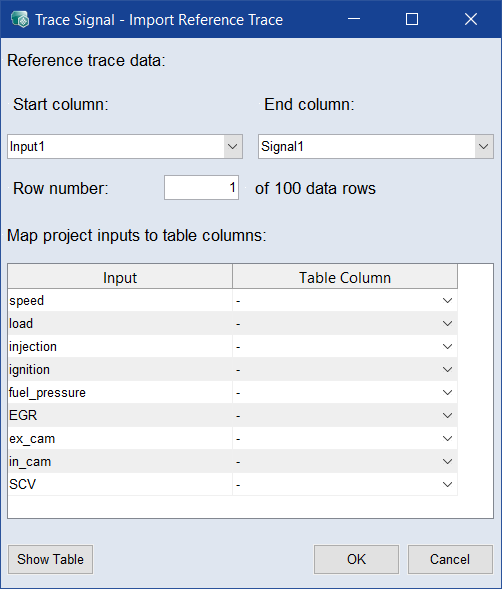 Trace Signal - Import Reference Trace
Reference trace data:
Start column: End column:
Input1 Signal1
Row number: 1 of 100 data rows
Map project inputs to table columns:
Input Table Column
speed -
load -
injection -
ignition -
fuel_pressure -
EGR -
ex_cam -
in_cam -
SCV -
Show Table OK Cancel